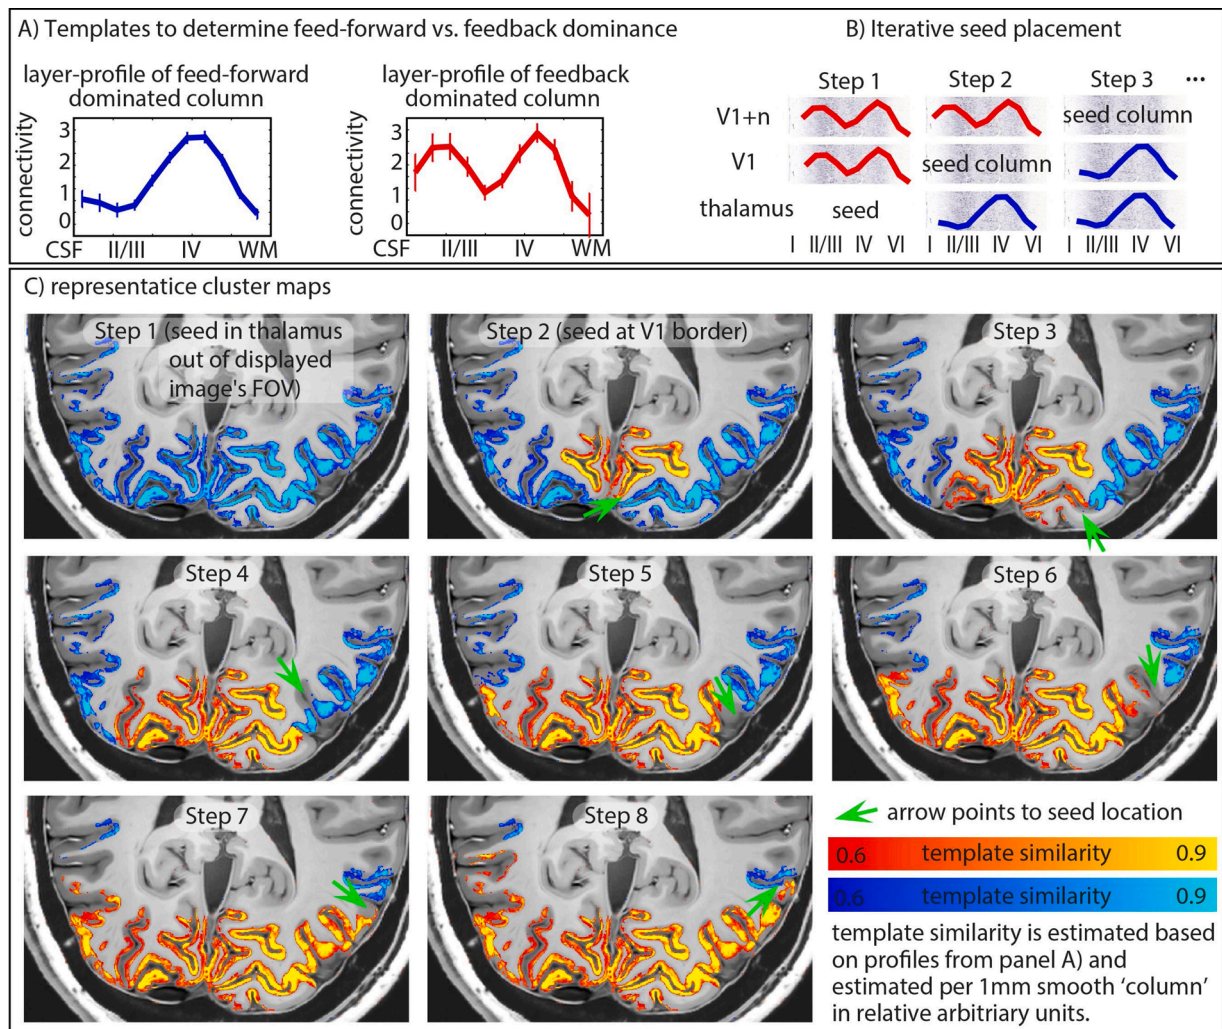 A) Templates to determine feed-forward vs. feedback dominance
layer-profile of feed-forward
dominated column
connectivity
3
2
1
0
CSF II/III IV WM
layer-profile of feedback
dominated column
connectivity
3
2
1
0
CSF II/III IV WM
B) Iterative seed placement
Step 1 Step 2 Step 3 ...
V1+n seed column
V1 seed column
thalamus seed
I II/III IV VI I II/III IV VI I II/III IV VI
C) representatice cluster maps
Step 1 (seed in thalamus
out of displayed
image's FOV)
Step 2 (seed at V1 border)
Step 3
Step 4
Step 5
Step 6
Step 7
Step 8
arrow points to seed location
0.6 template similarity 0.9
0.6 template similarity 0.9
template similarity is estimated based
on profiles from panel A) and
estimated per 1mm smooth ‘column’
in relative arbitriary units.